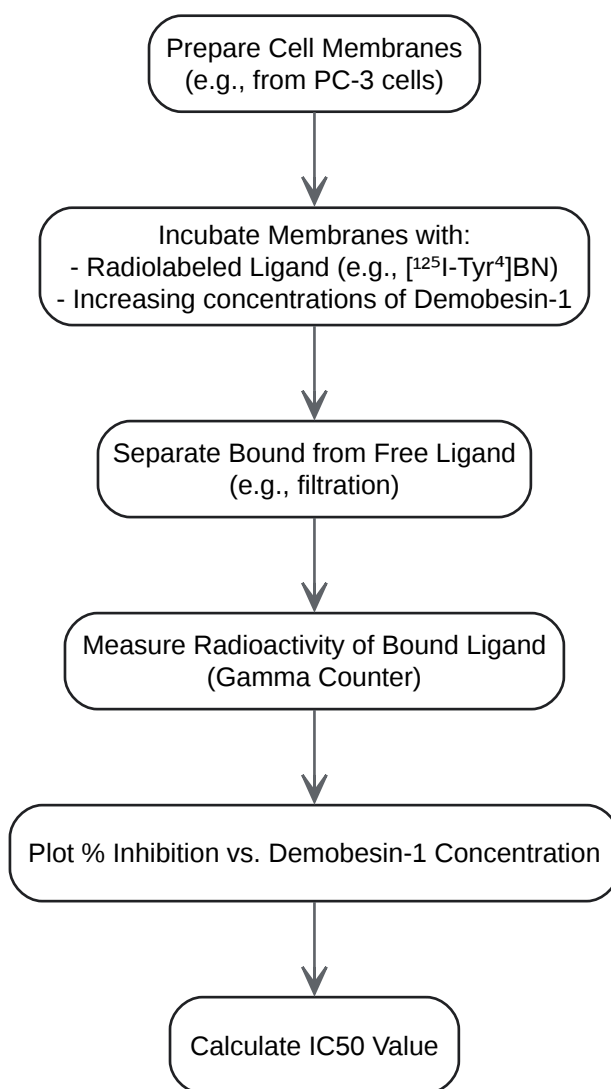 Prepare Cell Membranes
(e.g., from PC-3 cells)
Incubate Membranes with:
- Radiolabeled Ligand (e.g., [¹²⁵I-Tyr⁴]BN)
- Increasing concentrations of Demobesin-1
Separate Bound from Free Ligand
(e.g., filtration)
Measure Radioactivity of Bound Ligand
(Gamma Counter)
Plot % Inhibition vs. Demobesin-1 Concentration
Calculate IC50 Value